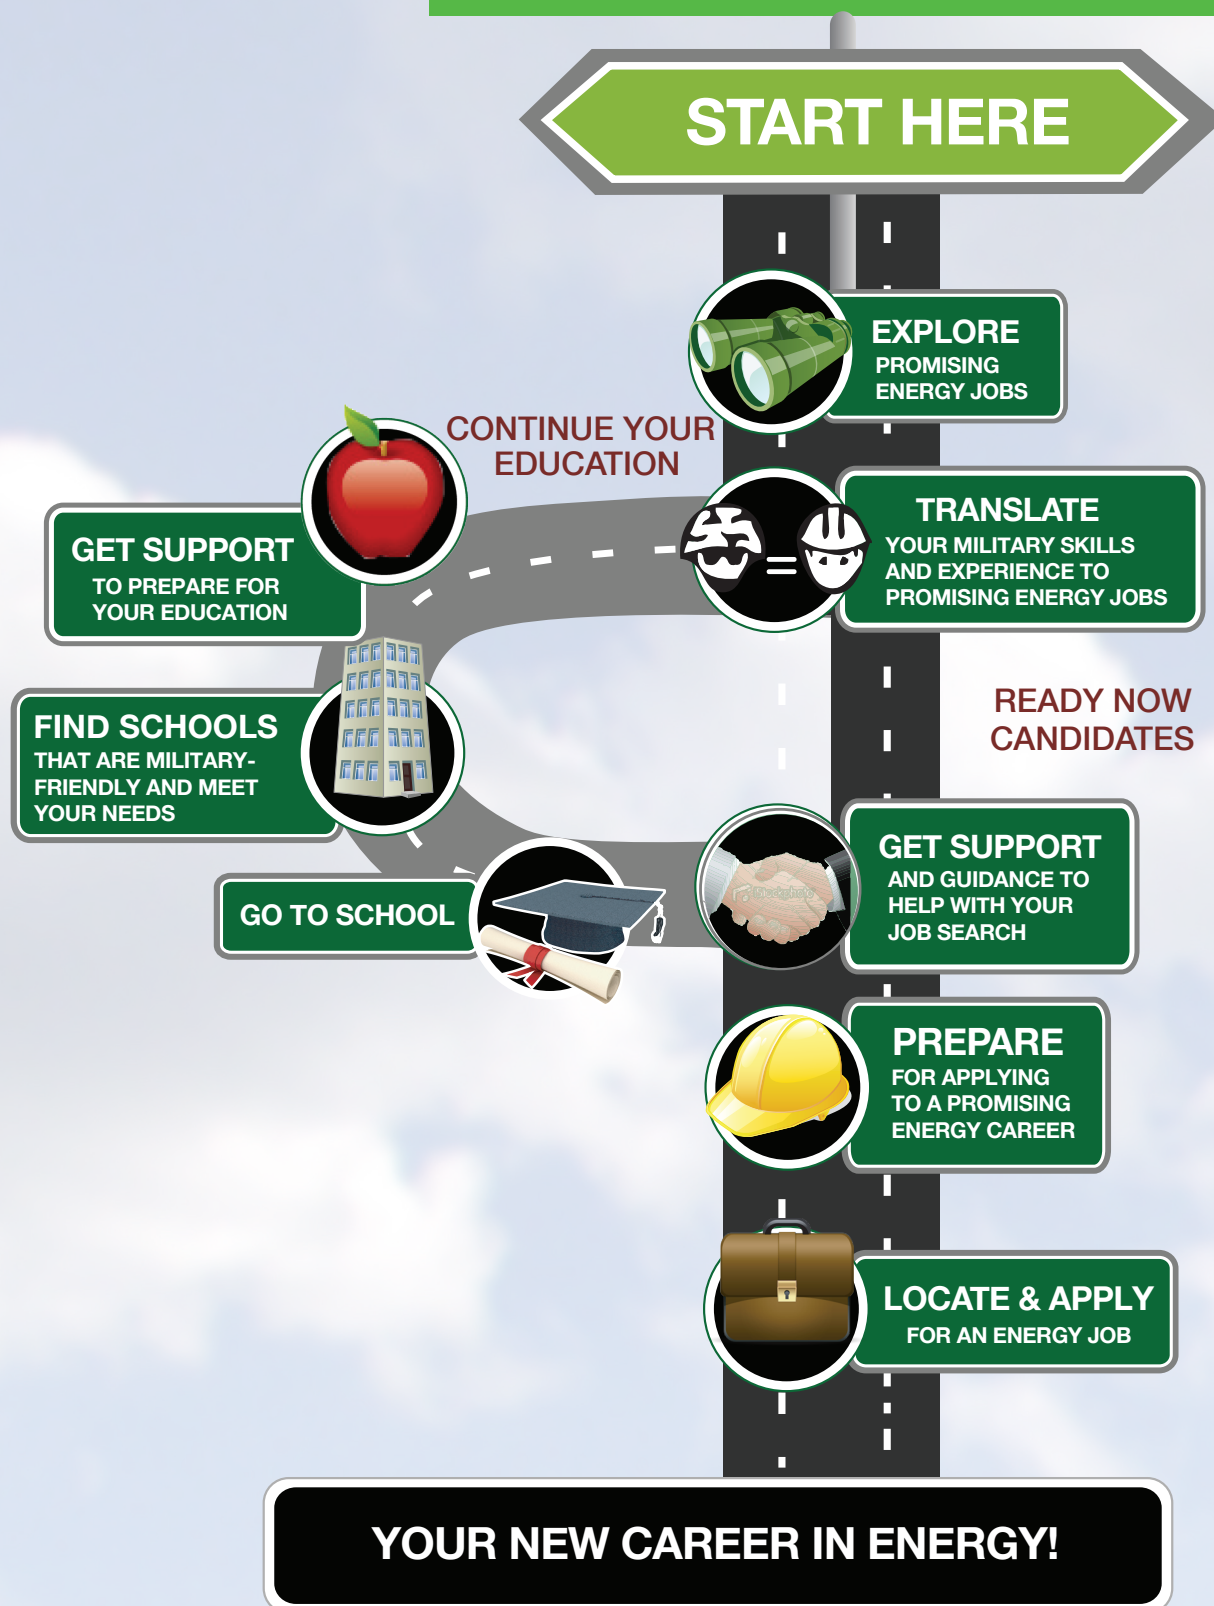 START HERE
EXPLORE
PROMISING
ENERGY JOBS
CONTINUE YOUR
EDUCATION
TRANSLATE
YOUR MILITARY SKILLS
AND EXPERIENCE TO
PROMISING ENERGY JOBS
GET SUPPORT
TO PREPARE FOR
YOUR EDUCATION
FIND SCHOOLS
THAT ARE MILITARY-
FRIENDLY AND MEET
YOUR NEEDS
GO TO SCHOOL
READY NOW
CANDIDATES
GET SUPPORT
AND GUIDANCE TO
HELP WITH YOUR
JOB SEARCH
PREPARE
FOR APPLYING
TO A PROMISING
ENERGY CAREER
LOCATE & APPLY
FOR AN ENERGY JOB
YOUR NEW CAREER IN ENERGY!